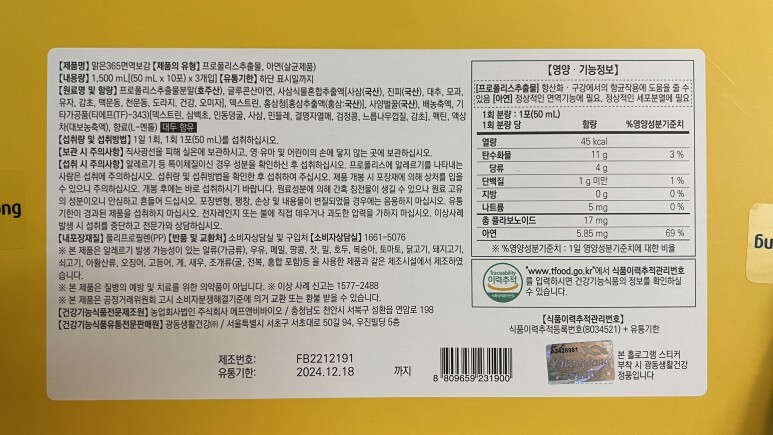 [제품명] 맑은365면역보감 [제품의 유형] 프로폴리스추출물, 아연(살균제품)
[내용량] 1,500 mL[(50 mL x 10포) x 3개입] [유통기한] 하단 표시일까지
[원료명 및 함량] 프로폴리스추출물분말(호주산), 글루콘산아연, 사삼식물혼합추출액[사삼(국산), 진피(국산), 대추, 모과,
유자, 감초, 맥문동, 천문동, 도라지, 건강, 오미자], 덱스트린, 홍삼청[홍삼추출액(홍삼:국산)], 사양벌꿀(국산), 배농축액, 기
타가공품(티에프(TF)-343)[덱스트린, 삼백초, 인동덩굴, 사삼, 민들레, 결명자열매, 검정콩, 느릅나무껍질, 감초], 펙틴, 액상
차(대보농축액), 향료(L-멘톨) 대두 함유
[섭취량 및 섭취방법] 1일 1회, 1회 1포(50 mL)를 섭취하십시오.
[보관 시 주의사항] 직사광선을 피해 실온에 보관하시고, 영·유아 및 어린이의 손에 닿지 않는 곳에 보관하십시오.
[섭취 시 주의사항] 알레르기 등 특이체질이신 경우 성분을 확인하신 후 섭취하십시오. 프로폴리스에 알레르기를 나타내는
사람은 섭취에 주의하십시오. 섭취량 및 섭취방법을 확인한 후 섭취하여 주십시오. 제품 개봉 시 포장재에 의해 상처를 입을
수 있으니 주의하십시오. 개봉 후에는 바로 섭취하시기 바랍니다. 원료성분에 의해 간혹 침전물이 생길 수 있으나 원료 고유
의 성분이오니 안심하고 흔들어 드십시오. 포장변형, 팽창, 손상 및 내용물이 변질되었을 경우에는 음용하지 마십시오. 유통
기한이 경과된 제품을 섭취하지 마십시오. 전자레인지 또는 불에 직접 데우거나 과도한 압력을 가하지 마십시오. 이상사례
발생 시 섭취를 중단하고 전문가와 상담하십시오.
[내포장재질] 폴리프로필렌(PP) [반품 및 교환처] 소비자상담실 및 구입처 [소비자상담실] 1661-5076
※ 본 제품은 알레르기 발생 가능성이 있는 알류(가금류), 우유, 메밀, 땅콩, 잣, 밀, 호두, 복숭아, 토마토, 닭고기, 돼지고기,
쇠고기, 아황산류, 오징어, 고등어, 게, 새우, 조개류(굴, 전복, 홍합 포함)등 을 사용한 제품과 같은 제조시설에서 제조하였
습니다.
※ 본 제품은 질병의 예방 및 치료를 위한 의약품이 아닙니다. ※ 이상 사례 신고는 1577-2488
※ 본 제품은 공정거래위원회 고시 소비자분쟁해결기준에 의거 교환 또는 환불 받을 수 있습니다.
[건강기능식품전문제조원] 농업회사법인 주식회사 에프앤비바이오 / 충청남도 천안시 서북구 성환읍 연암로 198
[건강기능식품유통전문판매원] 광동생활건강㈜ / 서울특별시 서초구 서초대로 50길 94, 우진빌딩 5층
제조번호: FB2212191
유통기한: 2024.12.18 까지
[영양·기능정보]
[프로폴리스추출물] 항산화·구강에서의 항균작용에 도움을 줄 수
있음 [아연] 정상적인 면역기능에 필요, 정상적인 세포분열에 필요
1회 분량 : 1포(50 mL)
1회 분량 당 함량 %영양성분기준치
열량 45 kcal
탄수화물 11 g 3 %
당류 4 g
단백질 1 g 미만 1 %
지방 0 g 0 %
나트륨 5 mg 0 %
총 플라보노이드 17 mg
아연 5.85 mg 69 %
※ %영양성분기준치 : 1일 영양성분기준치에 대한 비율
Traceability
이력추적
"www.tfood.go.kr"에서 식품이력추적관리번호
를 입력하시면 건강기능식품의 정보를 확인하실
수 있습니다.
[식품이력추적관리번호]
식품이력추적등록번호(8034521) + 유통기한
8 809659 231900
본 홀로그램 스티커
부착 시 광동생활건강
정품입니다
ong